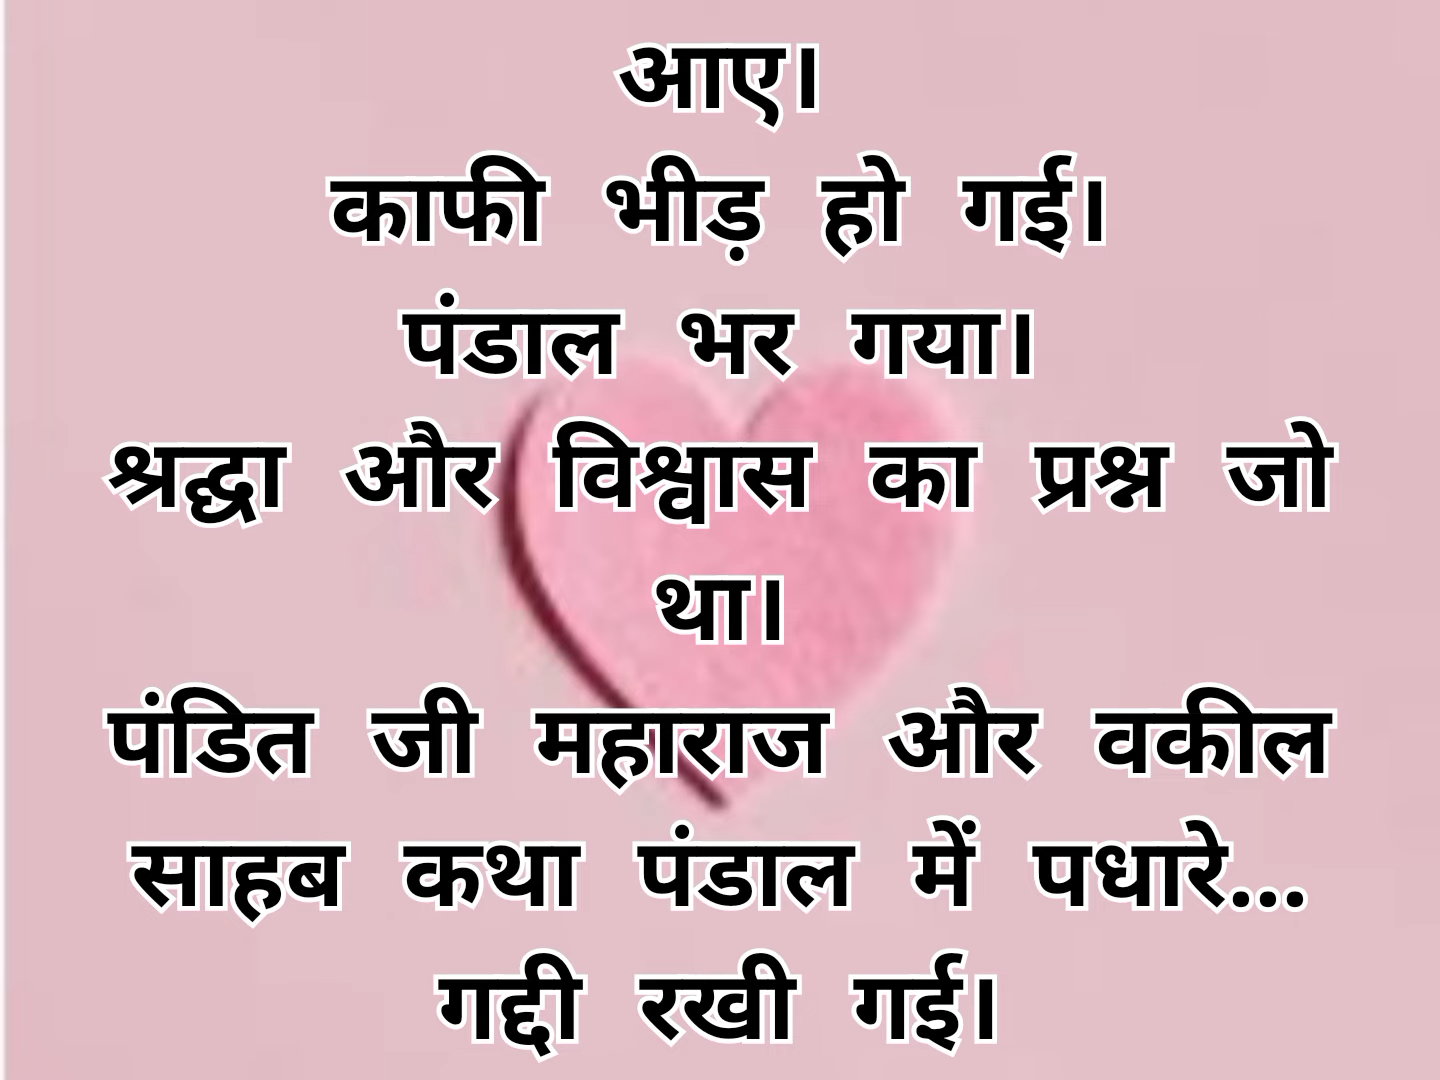 आए।
काफी भीड़ हो गई।
पंडाल भर गया।
श्रद्धा और विश्वास का प्रश्न जो
था।
पंडित जी महाराज और वकील
साहब कथा पंडाल में पधारे...
गद्दी रखी गई।